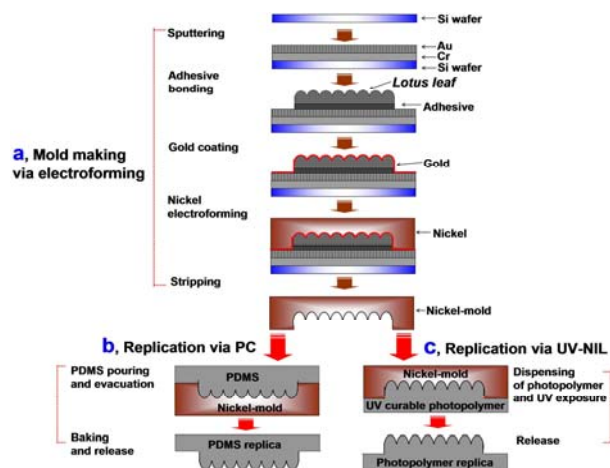 Si wafer
Sputtering
Au
Cr
Si wafer
Adhesive
bonding
Lotus leaf
Adhesive
a, Mold making
via electroforming
Gold coating
Gold
Nickel
electroforming
Nickel
Stripping
Nickel-mold
b, Replication via PC
PDMS pouring
and evacuation
PDMS
Nickel-mold
Baking
and release
PDMS replica
c, Replication via UV-NIL
Nickel-mold
UV curable photopolymer
Dispensing
of photopolymer
and UV exposure
Release
Photopolymer replica